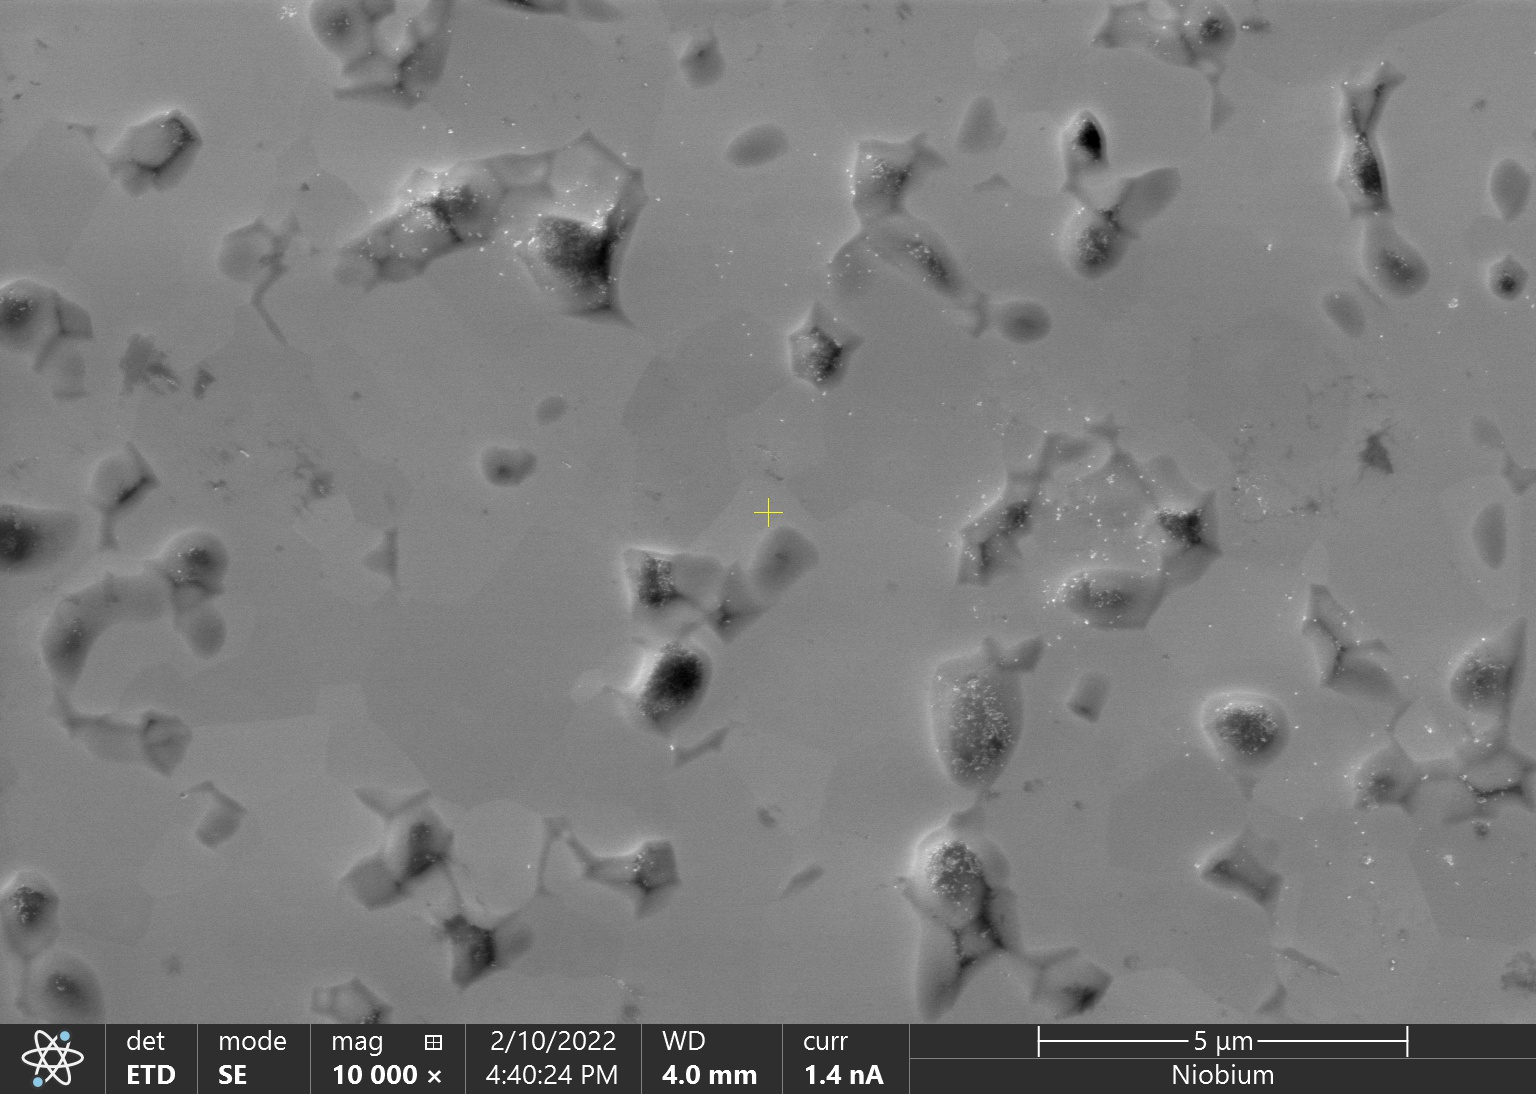 det
ETD
mode
SE
mag
10 000 ×
2/10/2022
4:40:24 PM
WD
4.0 mm
curr
1.4 nA
5 µm
Niobium